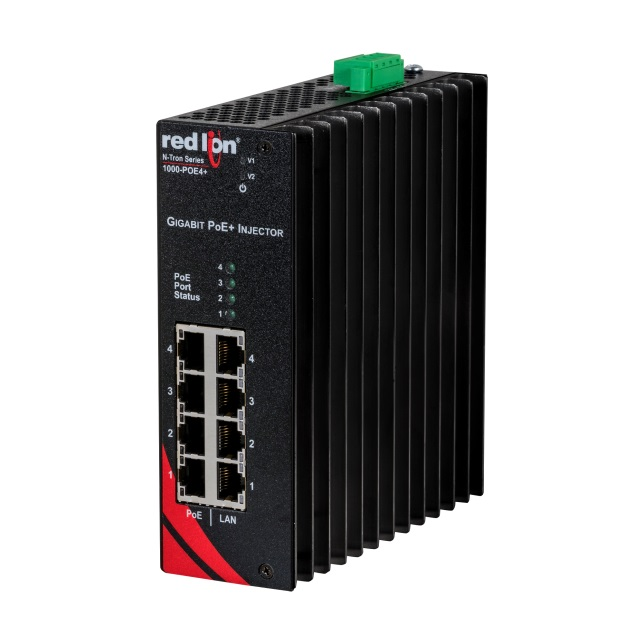 red lion®
N-Tron Series
1000-POE4+
V1
V2
GIGABIT POE+ INJECTOR
PoE
Port
Status
4
3
2
1
4 4
3 3
2 2
1 1
PoE | LAN